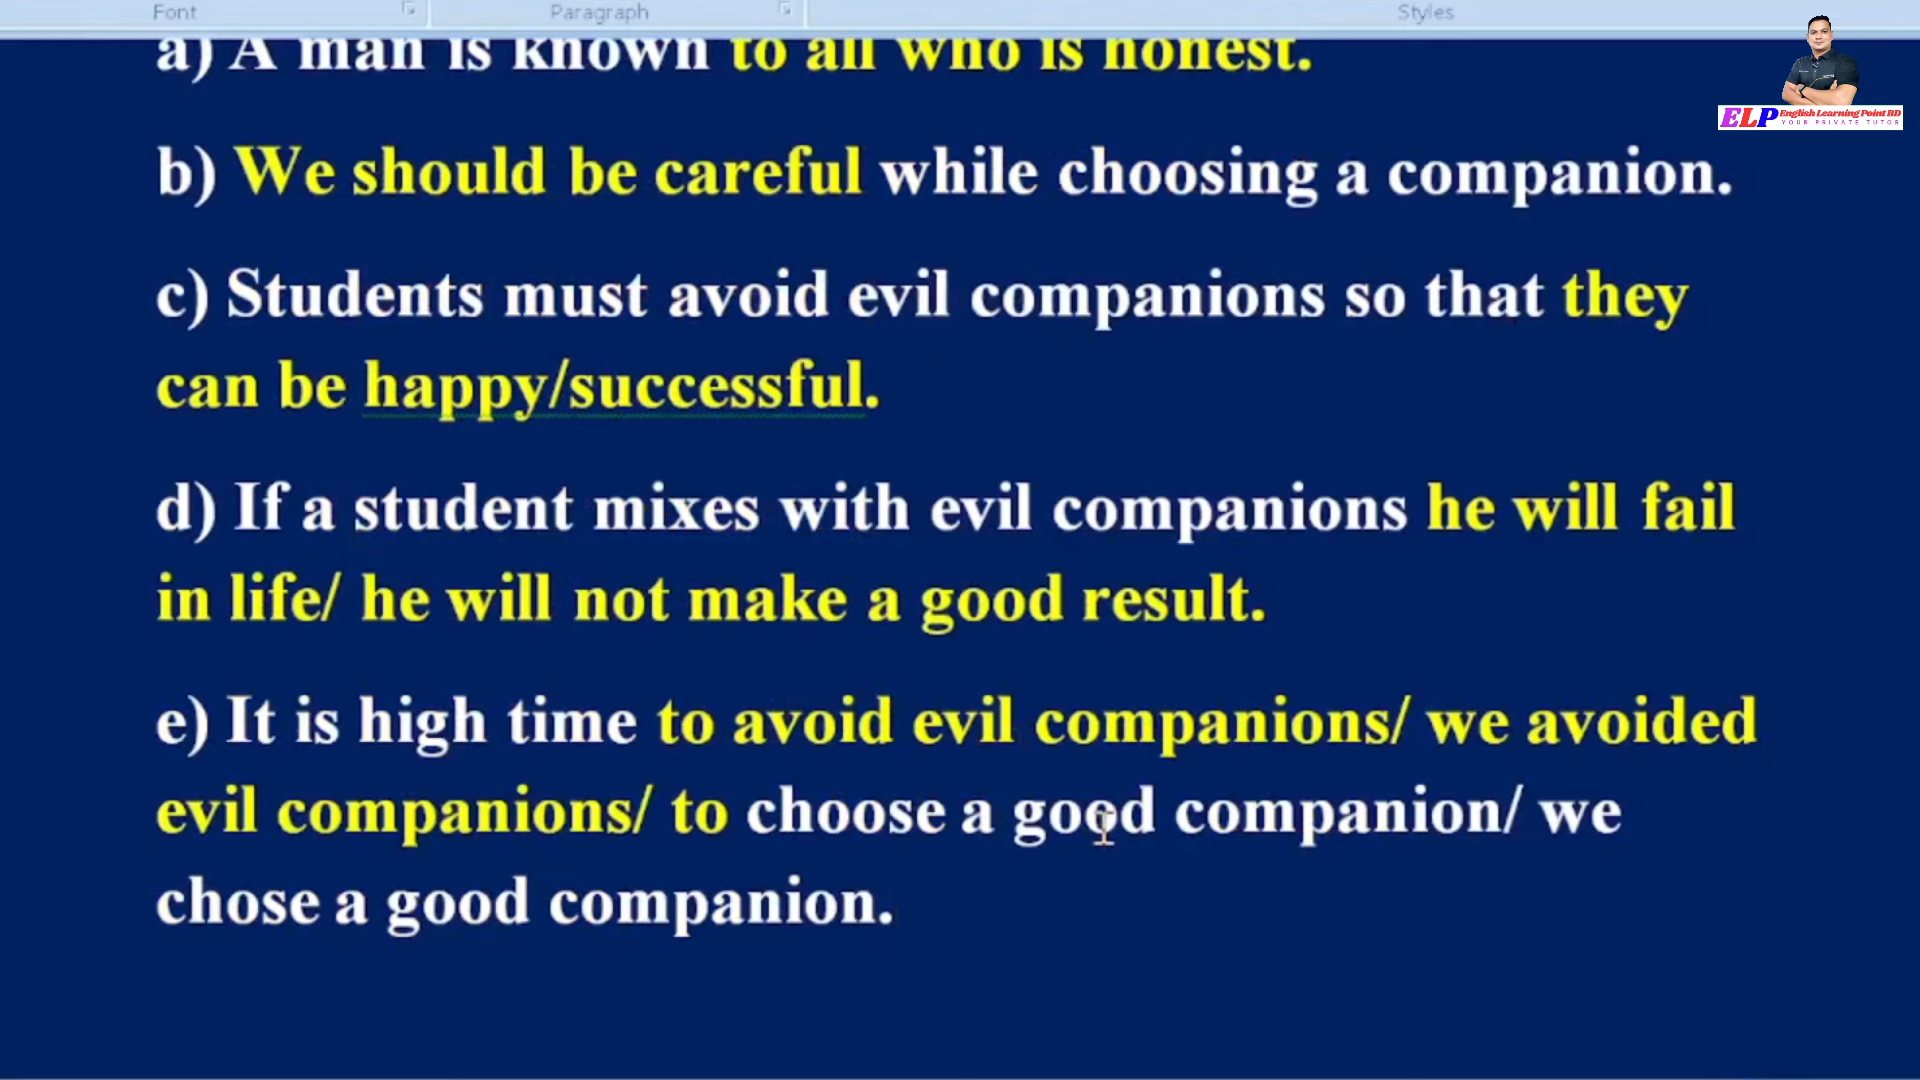 Font Paragraph Styles
a) A man is known to all who is honest.
ELP English Learning Point BD
YOUR PRIVATE TUTOR
b) We should be careful while choosing a companion.
c) Students must avoid evil companions so that they
can be happy/successful.
d) If a student mixes with evil companions he will fail
in life/ he will not make a good result.
e) It is high time to avoid evil companions/ we avoided
evil companions/ to choose a good companion/ we
chose a good companion.